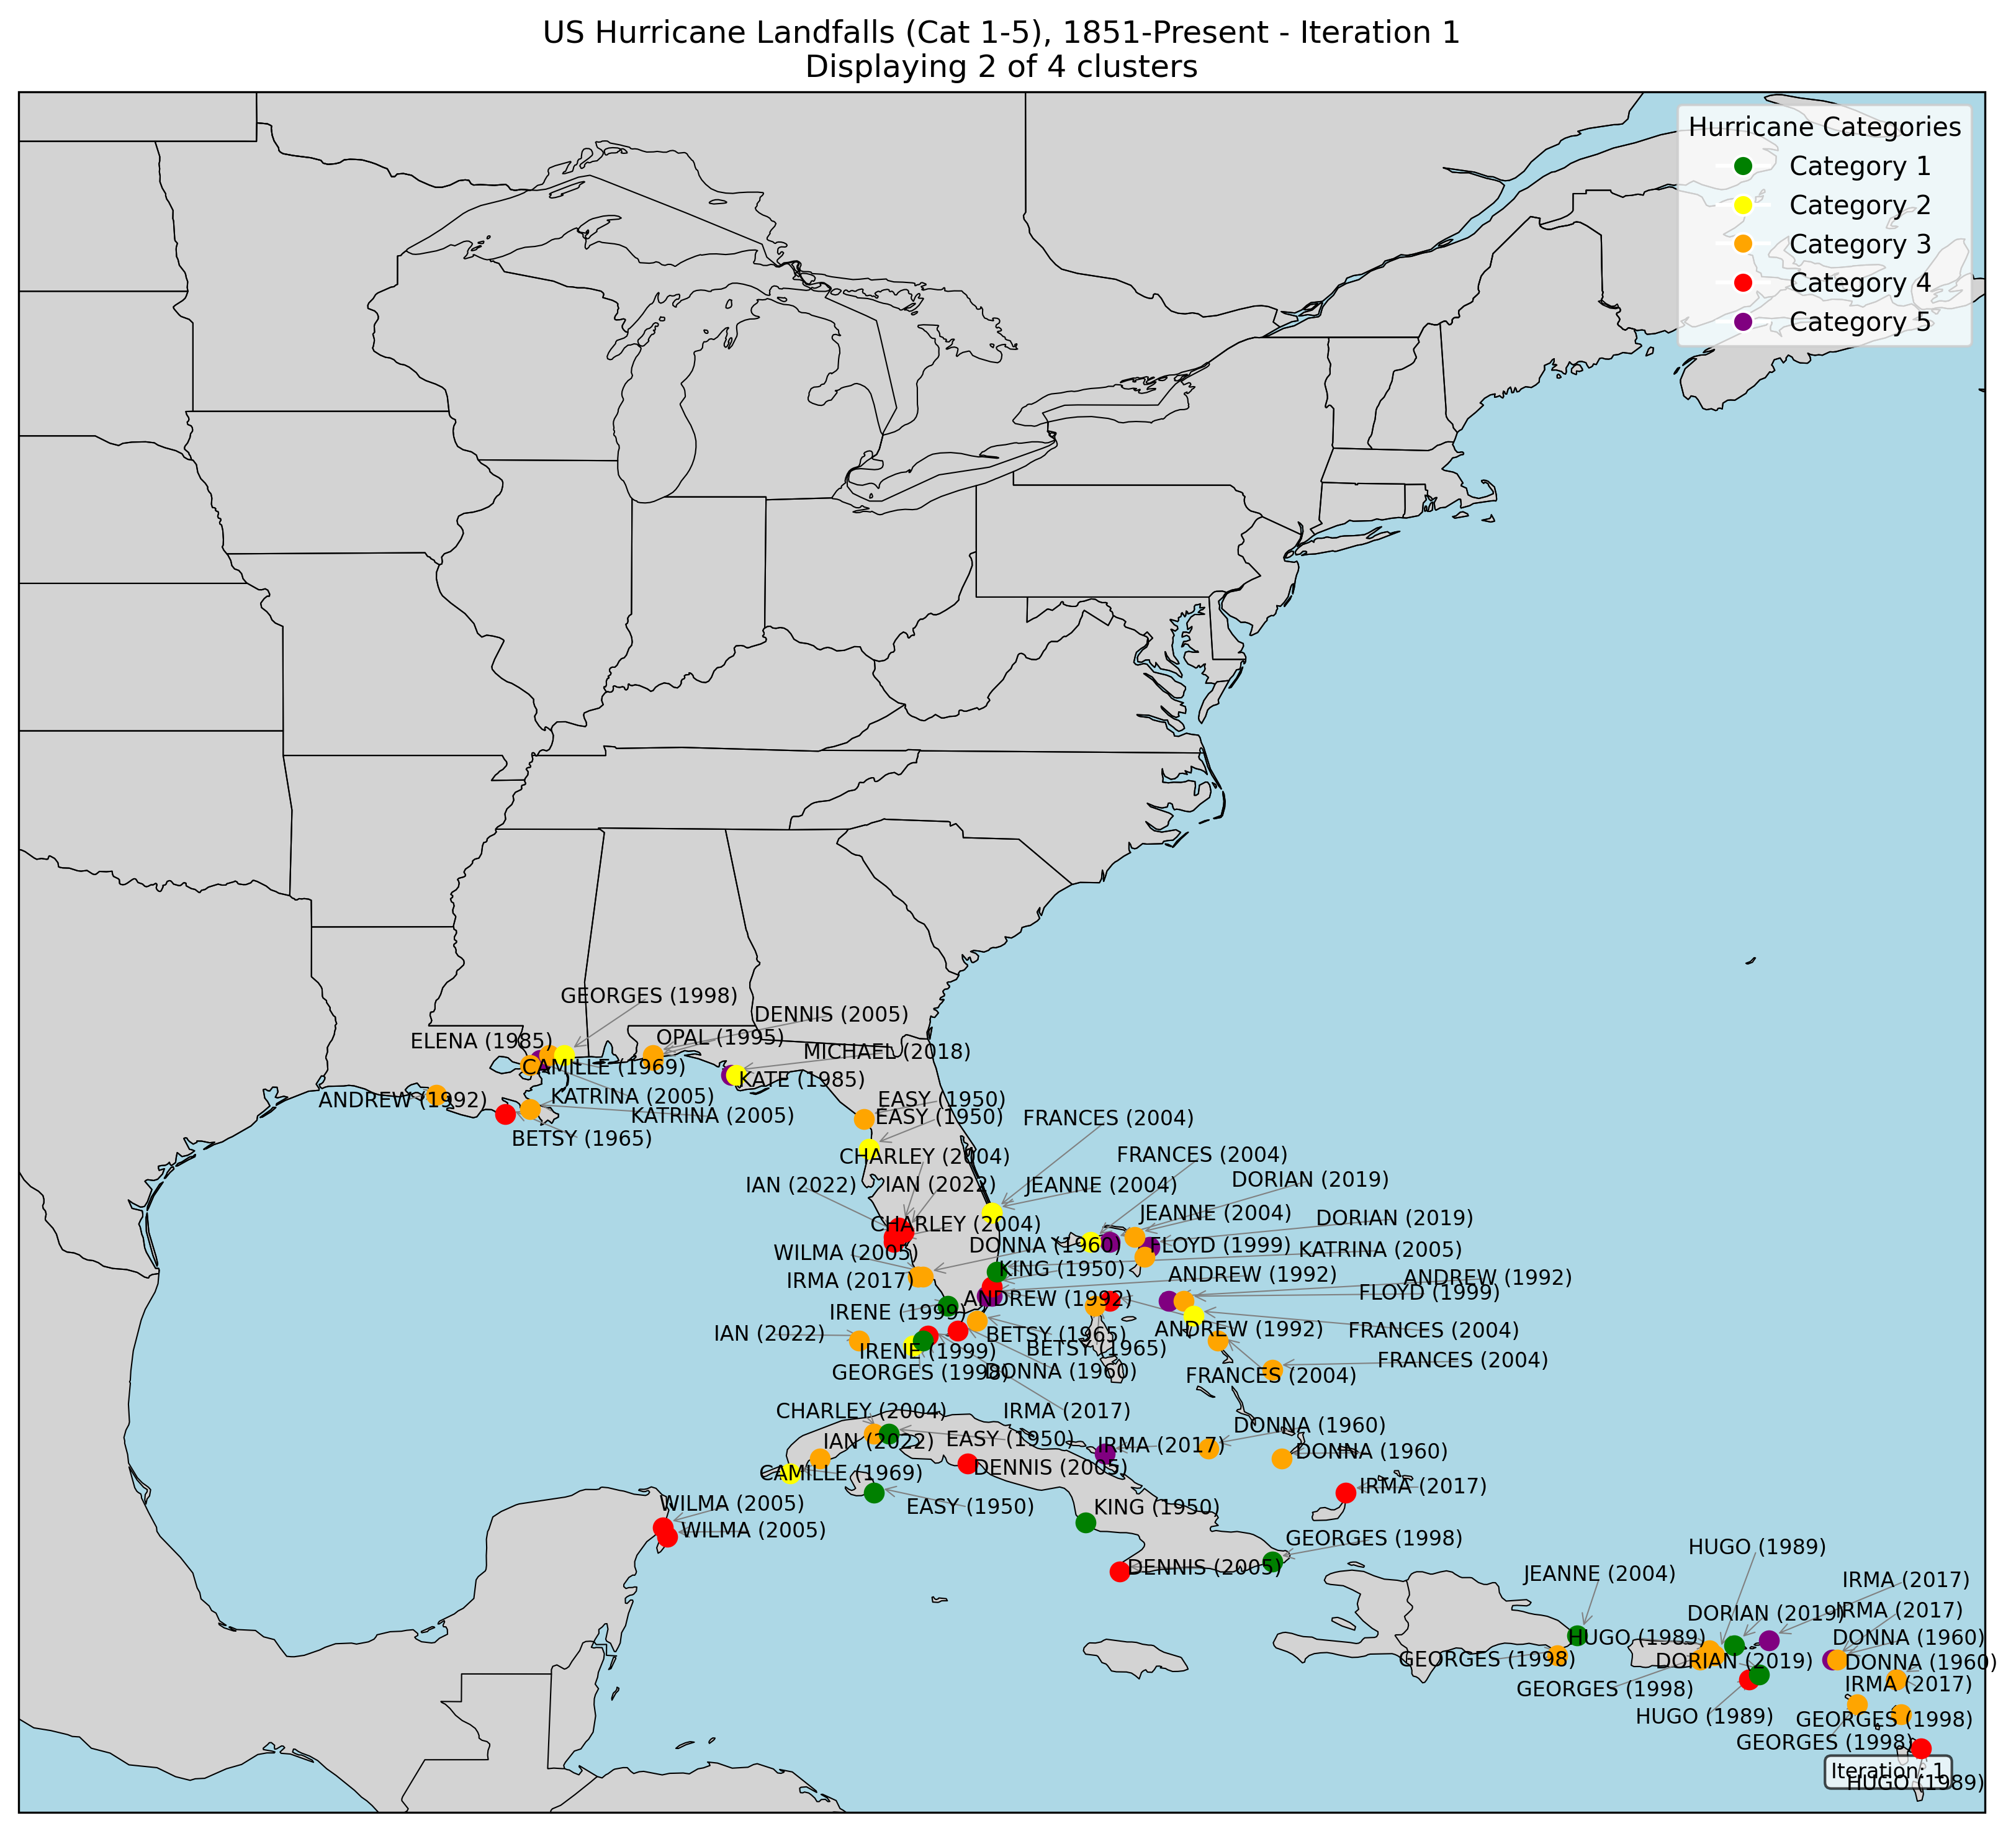 US Hurricane Landfalls (Cat 1-5), 1851-Present - Iteration 1
Displaying 2 of 4 clusters
Hurricane Categories
Category 1
Category 2
Category 3
Category 4
Category 5
GEORGES (1998)
DENNIS (2005)
OPAL (1995)
ELENA (1985)
MICHAEL (2018)
CAMILLE (1969)
KATE (1985)
KATRINA (2005)
ANDREW (1992)
EASY (1950)
KATRINA (2005)
EASY (1950)
FRANCES (2004)
BETSY (1965)
CHARLEY (2004)
FRANCES (2004)
DORIAN (2019)
IAN (2022)
IAN (2022)
JEANNE (2004)
JEANNE (2004)
DORIAN (2019)
CHARLEY (2004)
DONNA (1960)
FLOYD (1999)
KATRINA (2005)
WILMA (2005)
KING (1950)
ANDREW (1992)
ANDREW (1992)
IRMA (2017)
FLOYD (1999)
ANDREW (1992)
IRENE (1999)
ANDREW (1992)
FRANCES (2004)
IAN (2022)
BETSY (1965)
BETSY (1965)
IRENE (1999)
FRANCES (2004)
GEORGES (1998)
DONNA (1960)
FRANCES (2004)
CHARLEY (2004)
IRMA (2017)
DONNA (1960)
IAN (2022)
EASY (1950)
IRMA (2017)
DONNA (1960)
CAMILLE (1969)
DENNIS (2005)
IRMA (2017)
WILMA (2005)
EASY (1950)
KING (1950)
WILMA (2005)
GEORGES (1998)
HUGO (1989)
DENNIS (2005)
JEANNE (2004)
IRMA (2017)
DORIAN (2019)
IRMA (2017)
HUGO (1989)
DONNA (1960)
GEORGES (1998)
DORIAN (2019)
DONNA (1960)
GEORGES (1998)
IRMA (2017)
HUGO (1989)
GEORGES (1998)
GEORGES (1998)
Iteration: 1
HUGO (1989)